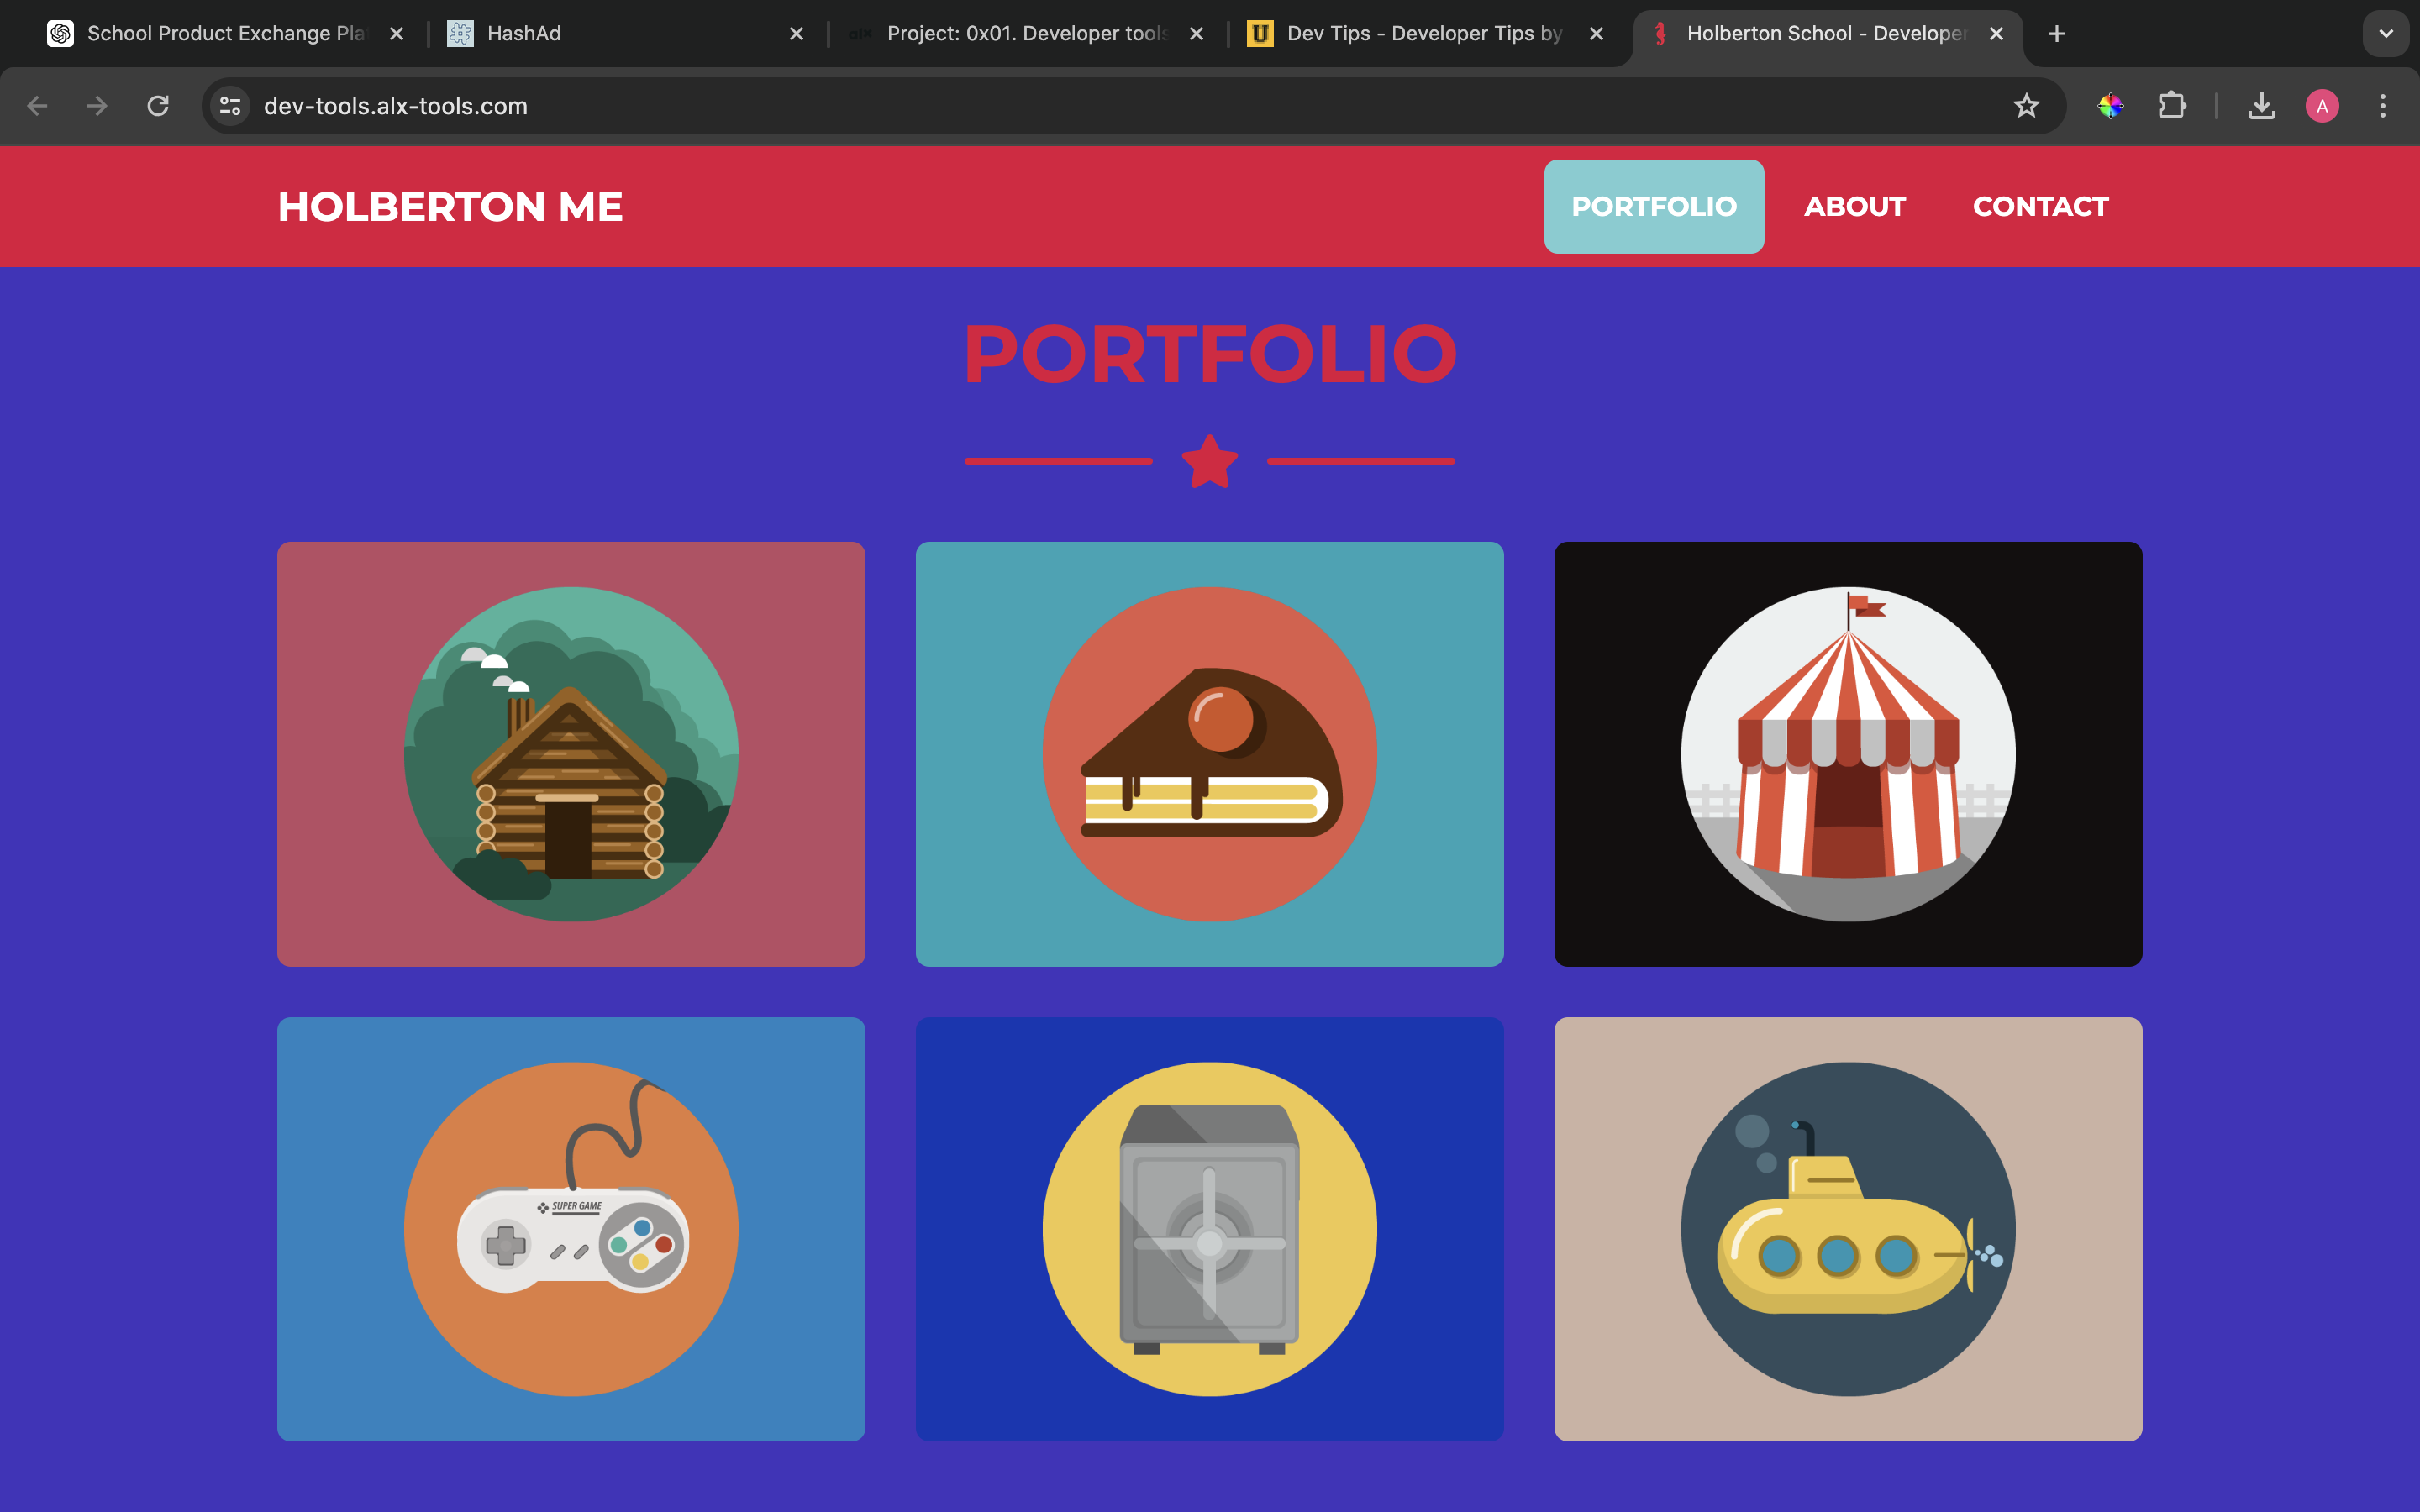 School Product Exchange Pla
HashAd
alx
Project: 0x01. Developer tools
U
Dev Tips - Developer Tips by
Holberton School - Developer
dev-tools.alx-tools.com
A
HOLBERTON ME
PORTFOLIO
ABOUT
CONTACT
PORTFOLIO
SUPER GAME